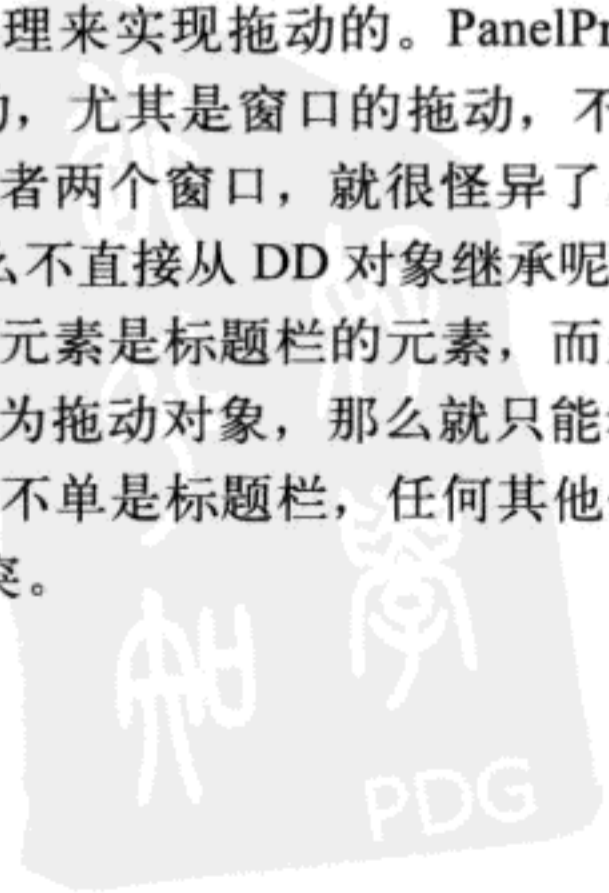 理来实现拖动的。PanelPr
，尤其是窗口的拖动，不
者两个窗口，就很怪异了
不直接从 DD 对象继承呢
元素是标题栏的元素，而
为拖动对象，那么就只能
不单是标题栏，任何其他
突。
PDG